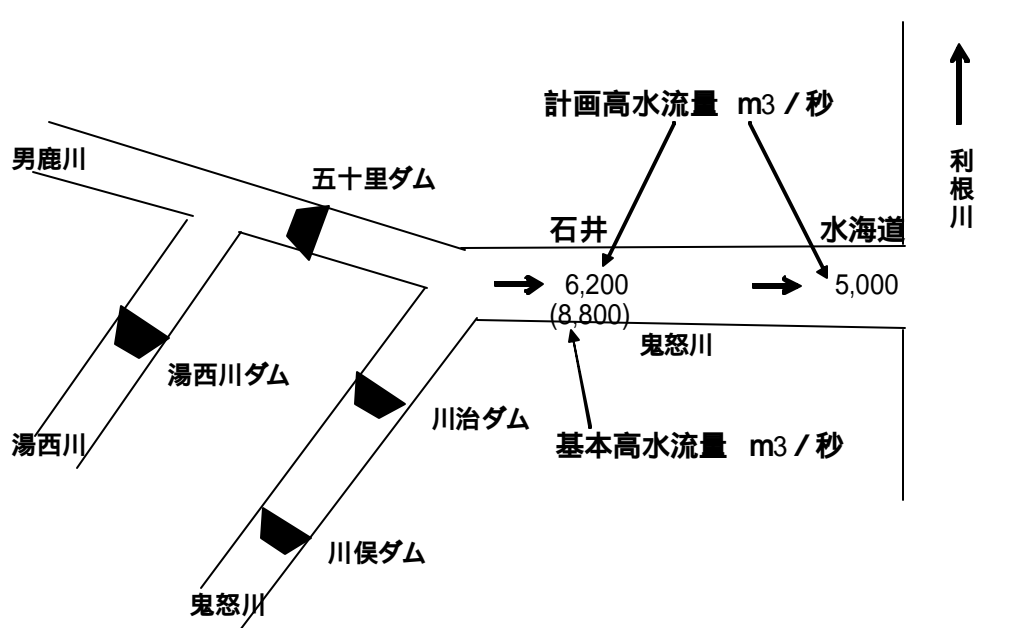 計画高水流量 m3/秒
男鹿川
五十里ダム
利根川
石井
水海道
6,200
5,000
(8,800)
鬼怒川
湯西川ダム
川治ダム
湯西川
基本高水流量 m3/秒
川俣ダム
鬼怒川